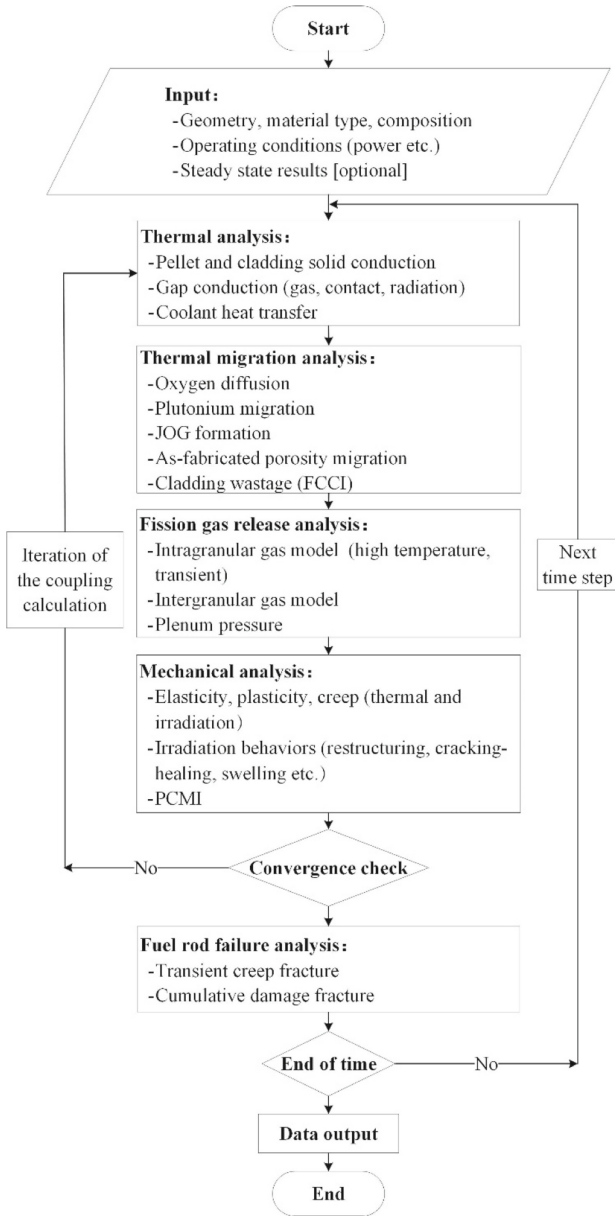 Start
Input:
-Geometry, material type, composition
-Operating conditions (power etc.)
-Steady state results [optional]
Thermal analysis:
-Pellet and cladding solid conduction
-Gap conduction (gas, contact, radiation)
-Coolant heat transfer
Thermal migration analysis:
-Oxygen diffusion
-Plutonium migration
-JOG formation
-As-fabricated porosity migration
-Cladding wastage (FCCI)
Fission gas release analysis:
-Intragranular gas model (high temperature,
transient)
-Intergranular gas model
-Plenum pressure
Iteration of
the coupling
calculation
Next
time step
Mechanical analysis:
-Elasticity, plasticity, creep (thermal and
irradiation)
-Irradiation behaviors (restructuring, cracking-
healing, swelling etc.)
-PCMI
No
Convergence check
Fuel rod failure analysis:
-Transient creep fracture
-Cumulative damage fracture
End of time
No
Data output
End